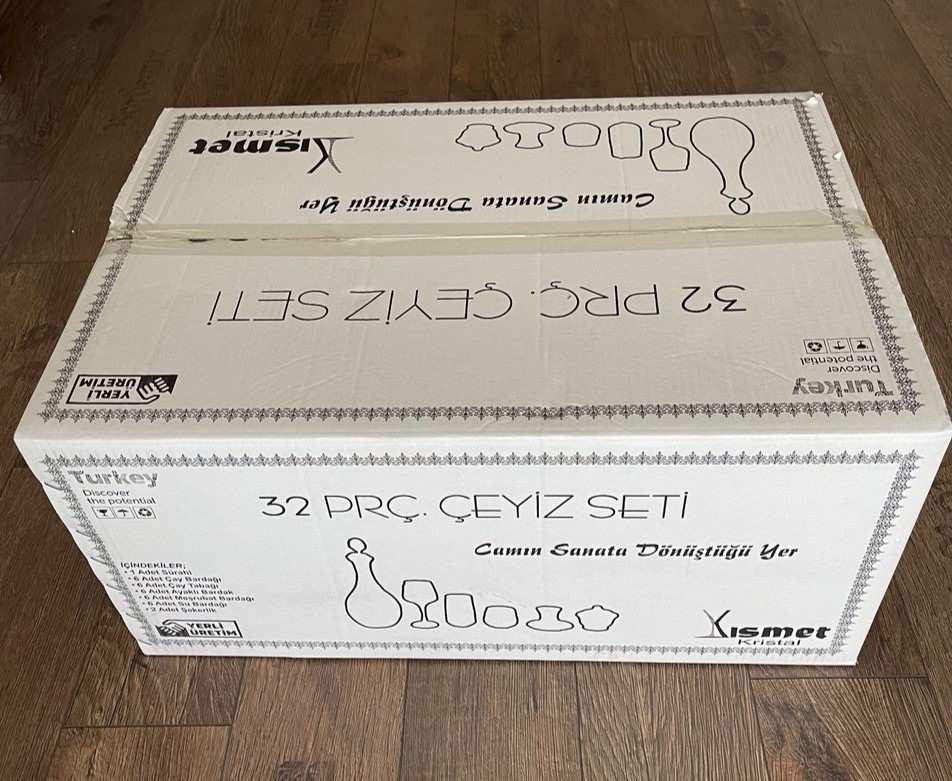 Kısmet
Kristal
Camın Sanata Dönüştüğü Yer
32 PRÇ. ÇEYİZ SETİ
YERLİ
ÜRETİM
Turkey
Discover
the potential
Turkey
Discover
the potential
32 PRÇ. ÇEYİZ SETİ
Camın Sanata Dönüştüğü Yer
İÇİNDEKİLER;
• 1 Adet Sürahi
• 6 Adet Çay Bardağı
• 6 Adet Çay Tabağı
• 6 Adet Ayaklı Bardak
• 6 Adet Meşrubat Bardağı
• 6 Adet Su Bardağı
• 2 Adet Şekerlik
YERLİ
ÜRETİM
Kısmet
Kristal